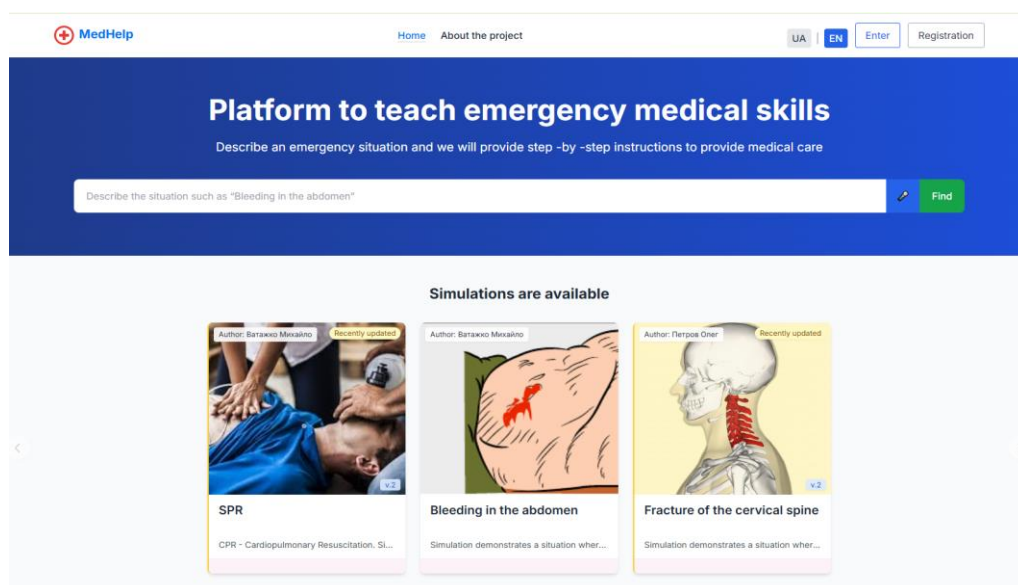 MedHelp
Home About the project
UA | EN Enter Registration
Platform to teach emergency medical skills
Describe an emergency situation and we will provide step -by -step instructions to provide medical care
Describe the situation such as “Bleeding in the abdomen”
Find
Simulations are available
Author: Ватажко Михайло Recently updated
Author: Ватажко Михайло
Author: Петров Олег Recently updated
v.2
v.2
SPR
Bleeding in the abdomen
Fracture of the cervical spine
CPR - Cardiopulmonary Resuscitation. Si...
Simulation demonstrates a situation wher...
Simulation demonstrates a situation wher...